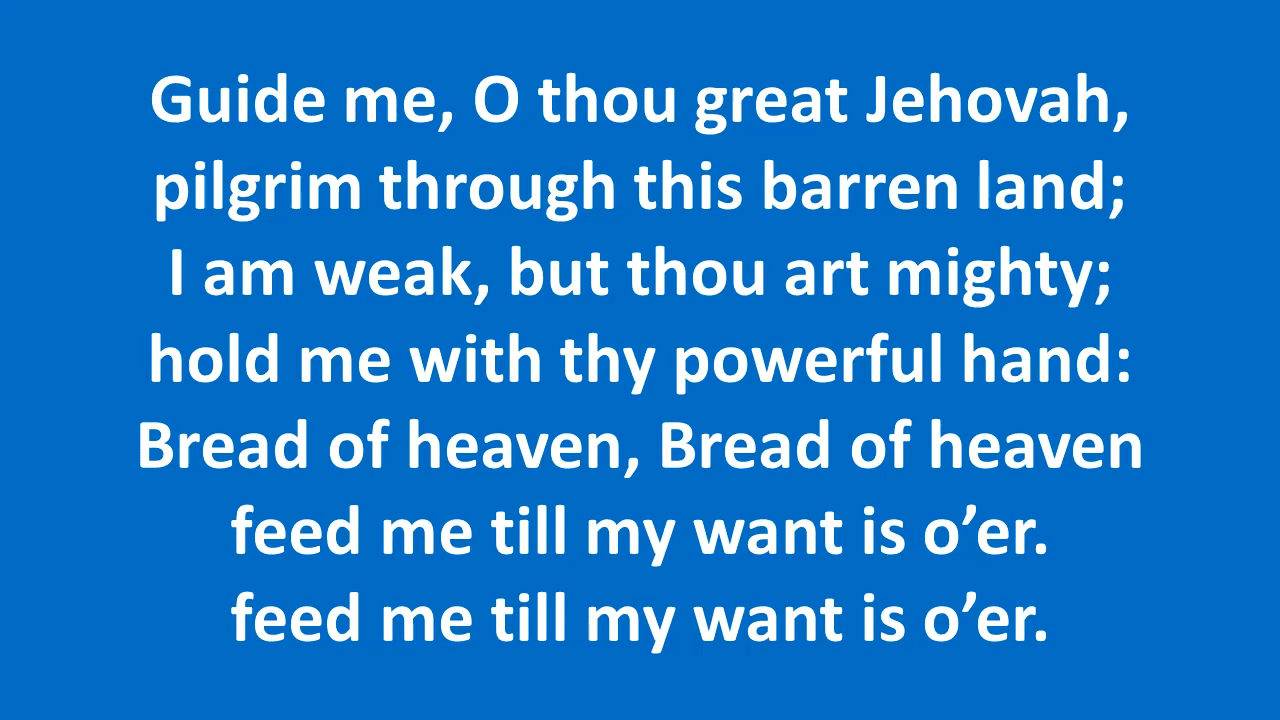 Guide me, O thou great Jehovah,
pilgrim through this barren land;
I am weak, but thou art mighty;
hold me with thy powerful hand:
Bread of heaven, Bread of heaven
feed me till my want is o’er.
feed me till my want is o’er.